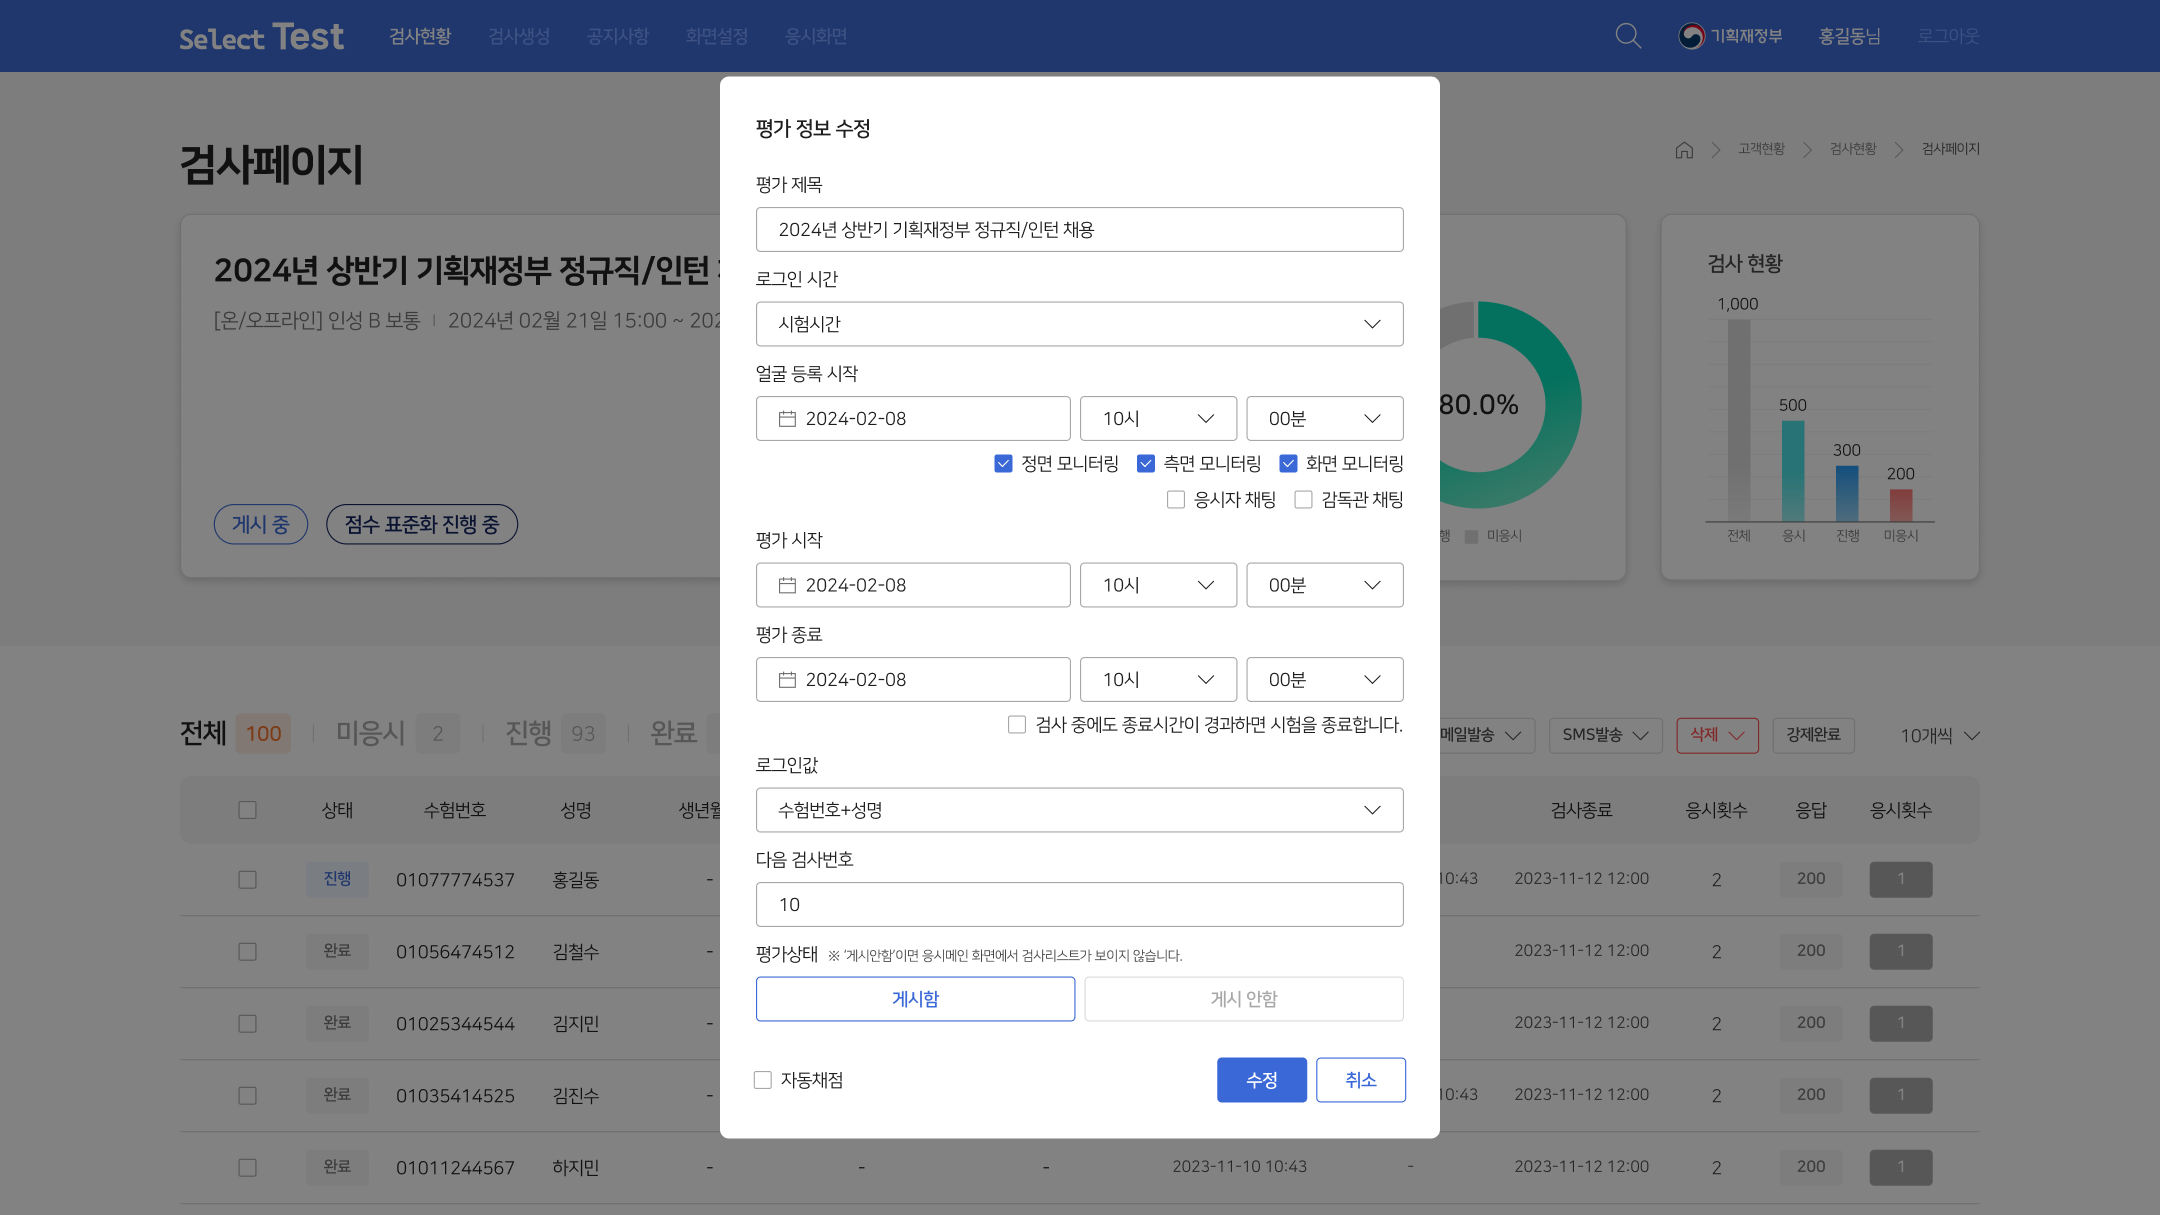 Select Test 검사현황 검사생성 공지사항 화면설정 응시화면 기획재정부 홍길동님 로그아웃
검사페이지
고객현황 검사현황 검사페이지
2024년 상반기 기획재정부 정규직/인턴
[온/오프라인] 인성 B 보통 2024년 02월 21일 15:00 ~
게시 중 점수 표준화 진행 중
80.0%
미응시
검사 현황
1,000
500
300
200
전체 응시 진행 미응시
평가 정보 수정
평가 제목
2024년 상반기 기획재정부 정규직/인턴 채용
로그인 시간
시험시간
얼굴 등록 시작
2024-02-08 10시 00분
정면 모니터링 측면 모니터링 화면 모니터링
응시자 채팅 감독관 채팅
평가 시작
2024-02-08 10시 00분
평가 종료
2024-02-08 10시 00분
검사 중에도 종료시간이 경과하면 시험을 종료합니다.
로그인값
수험번호+성명
다음 검사번호
10
평가상태 ※ '게시안함'이면 응시메인 화면에서 검사리스트가 보이지 않습니다.
게시함 게시 안함
자동채점 수정 취소
전체 100 미응시 2 진행 93 완료
메일발송 SMS발송 삭제 강제완료 10개씩
상태 수험번호 성명 검사종료 응시횟수 응답 응시횟수
진행 01077774537 홍길동 - 10:43 2023-11-12 12:00 2 200 1
완료 01056474512 김철수 - 2023-11-12 12:00 2 200 1
완료 01025344544 김지민 - 2023-11-12 12:00 2 200 1
완료 01035414525 김진수 - 10:43 2023-11-12 12:00 2 200 1
완료 01011244567 하지민 - - - 2023-11-10 10:43 - 2023-11-12 12:00 2 200 1